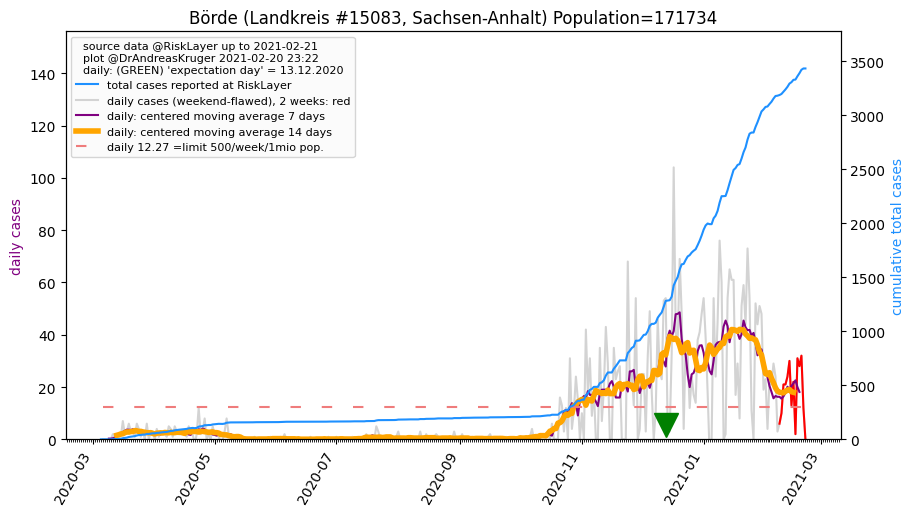 Börde (Landkreis #15083, Sachsen-Anhalt) Population=171734
source data @RiskLayer up to 2021-02-21
plot @DrAndreasKruger 2021-02-20 23:22
daily: (GREEN) 'expectation day' = 13.12.2020
total cases reported at RiskLayer
daily cases (weekend-flawed), 2 weeks: red
daily: centered moving average 7 days
daily: centered moving average 14 days
daily 12.27 =limit 500/week/1mio pop.
daily cases
140
120
100
80
60
40
20
0
cumulative total cases
3500
3000
2500
2000
1500
1000
500
0
2020-03
2020-05
2020-07
2020-09
2020-11
2021-01
2021-03